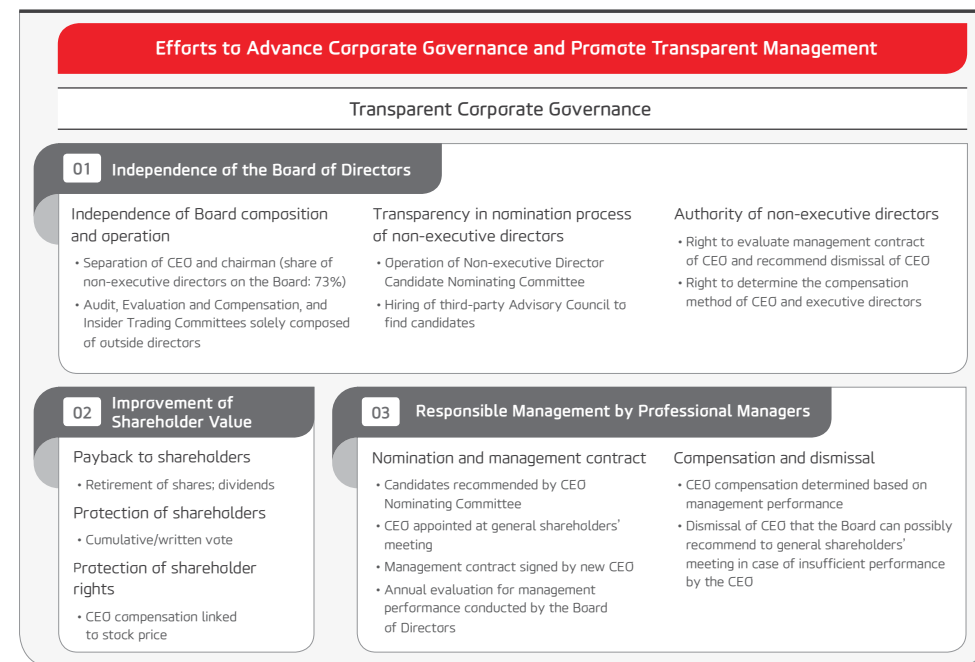 Efforts to Advance Corporate Governance and Promote Transparent Management
Transparent Corporate Governance
01 Independence of the Board of Directors
Independence of Board composition
and operation
• Separation of CEO and chairman (share of
non-executive directors on the Board: 73%)
• Audit, Evaluation and Compensation, and
Insider Trading Committees solely composed
of outside directors
Transparency in nomination process
of non-executive directors
• Operation of Non-executive Director
Candidate Nominating Committee
• Hiring of third-party Advisory Council to
find candidates
Authority of non-executive directors
• Right to evaluate management contract
of CEO and recommend dismissal of CEO
• Right to determine the compensation
method of CEO and executive directors
02 Improvement of
Shareholder Value
Payback to shareholders
• Retirement of shares; dividends
Protection of shareholders
• Cumulative/written vote
Protection of shareholder
rights
• CEO compensation linked
to stock price
03 Responsible Management by Professional Managers
Nomination and management contract
• Candidates recommended by CEO
Nominating Committee
• CEO appointed at general shareholders'
meeting
• Management contract signed by new CEO
• Annual evaluation for management
performance conducted by the Board
of Directors
Compensation and dismissal
• CEO compensation determined based on
management performance
• Dismissal of CEO that the Board can possibly
recommend to general shareholders'
meeting in case of insufficient performance
by the CEO